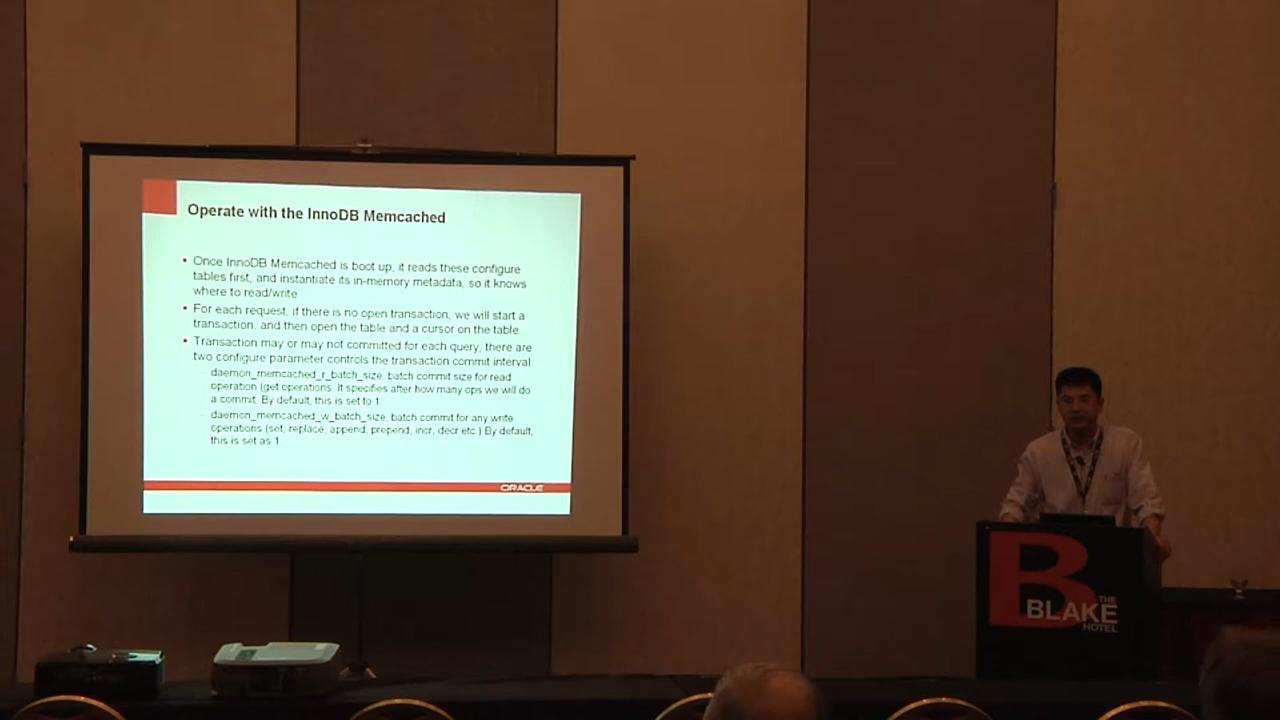 Operate with the InnoDB Memcached
• Once InnoDB Memcached is boot up, it reads these configure
tables first, and instantiate its in-memory metadata, so it knows
where to read/write
• For each request, if there is no open transaction, we will start a
transaction, and then open the table and a cursor on the table.
• Transaction may or may not committed for each query, there are
two configure parameter controls the transaction commit interval:
- daemon_memcached_r_batch_size, batch commit size for read
operation (get operations. It specifies after how many ops we will do
a commit. By default, this is set to 1.
- daemon_memcached_w_batch_size, batch commit for any write
operations (set, replace, append, prepend, incr, decr etc.) By default,
this is set as 1.
ORACLE
B
THE
BLAKE
HOTEL